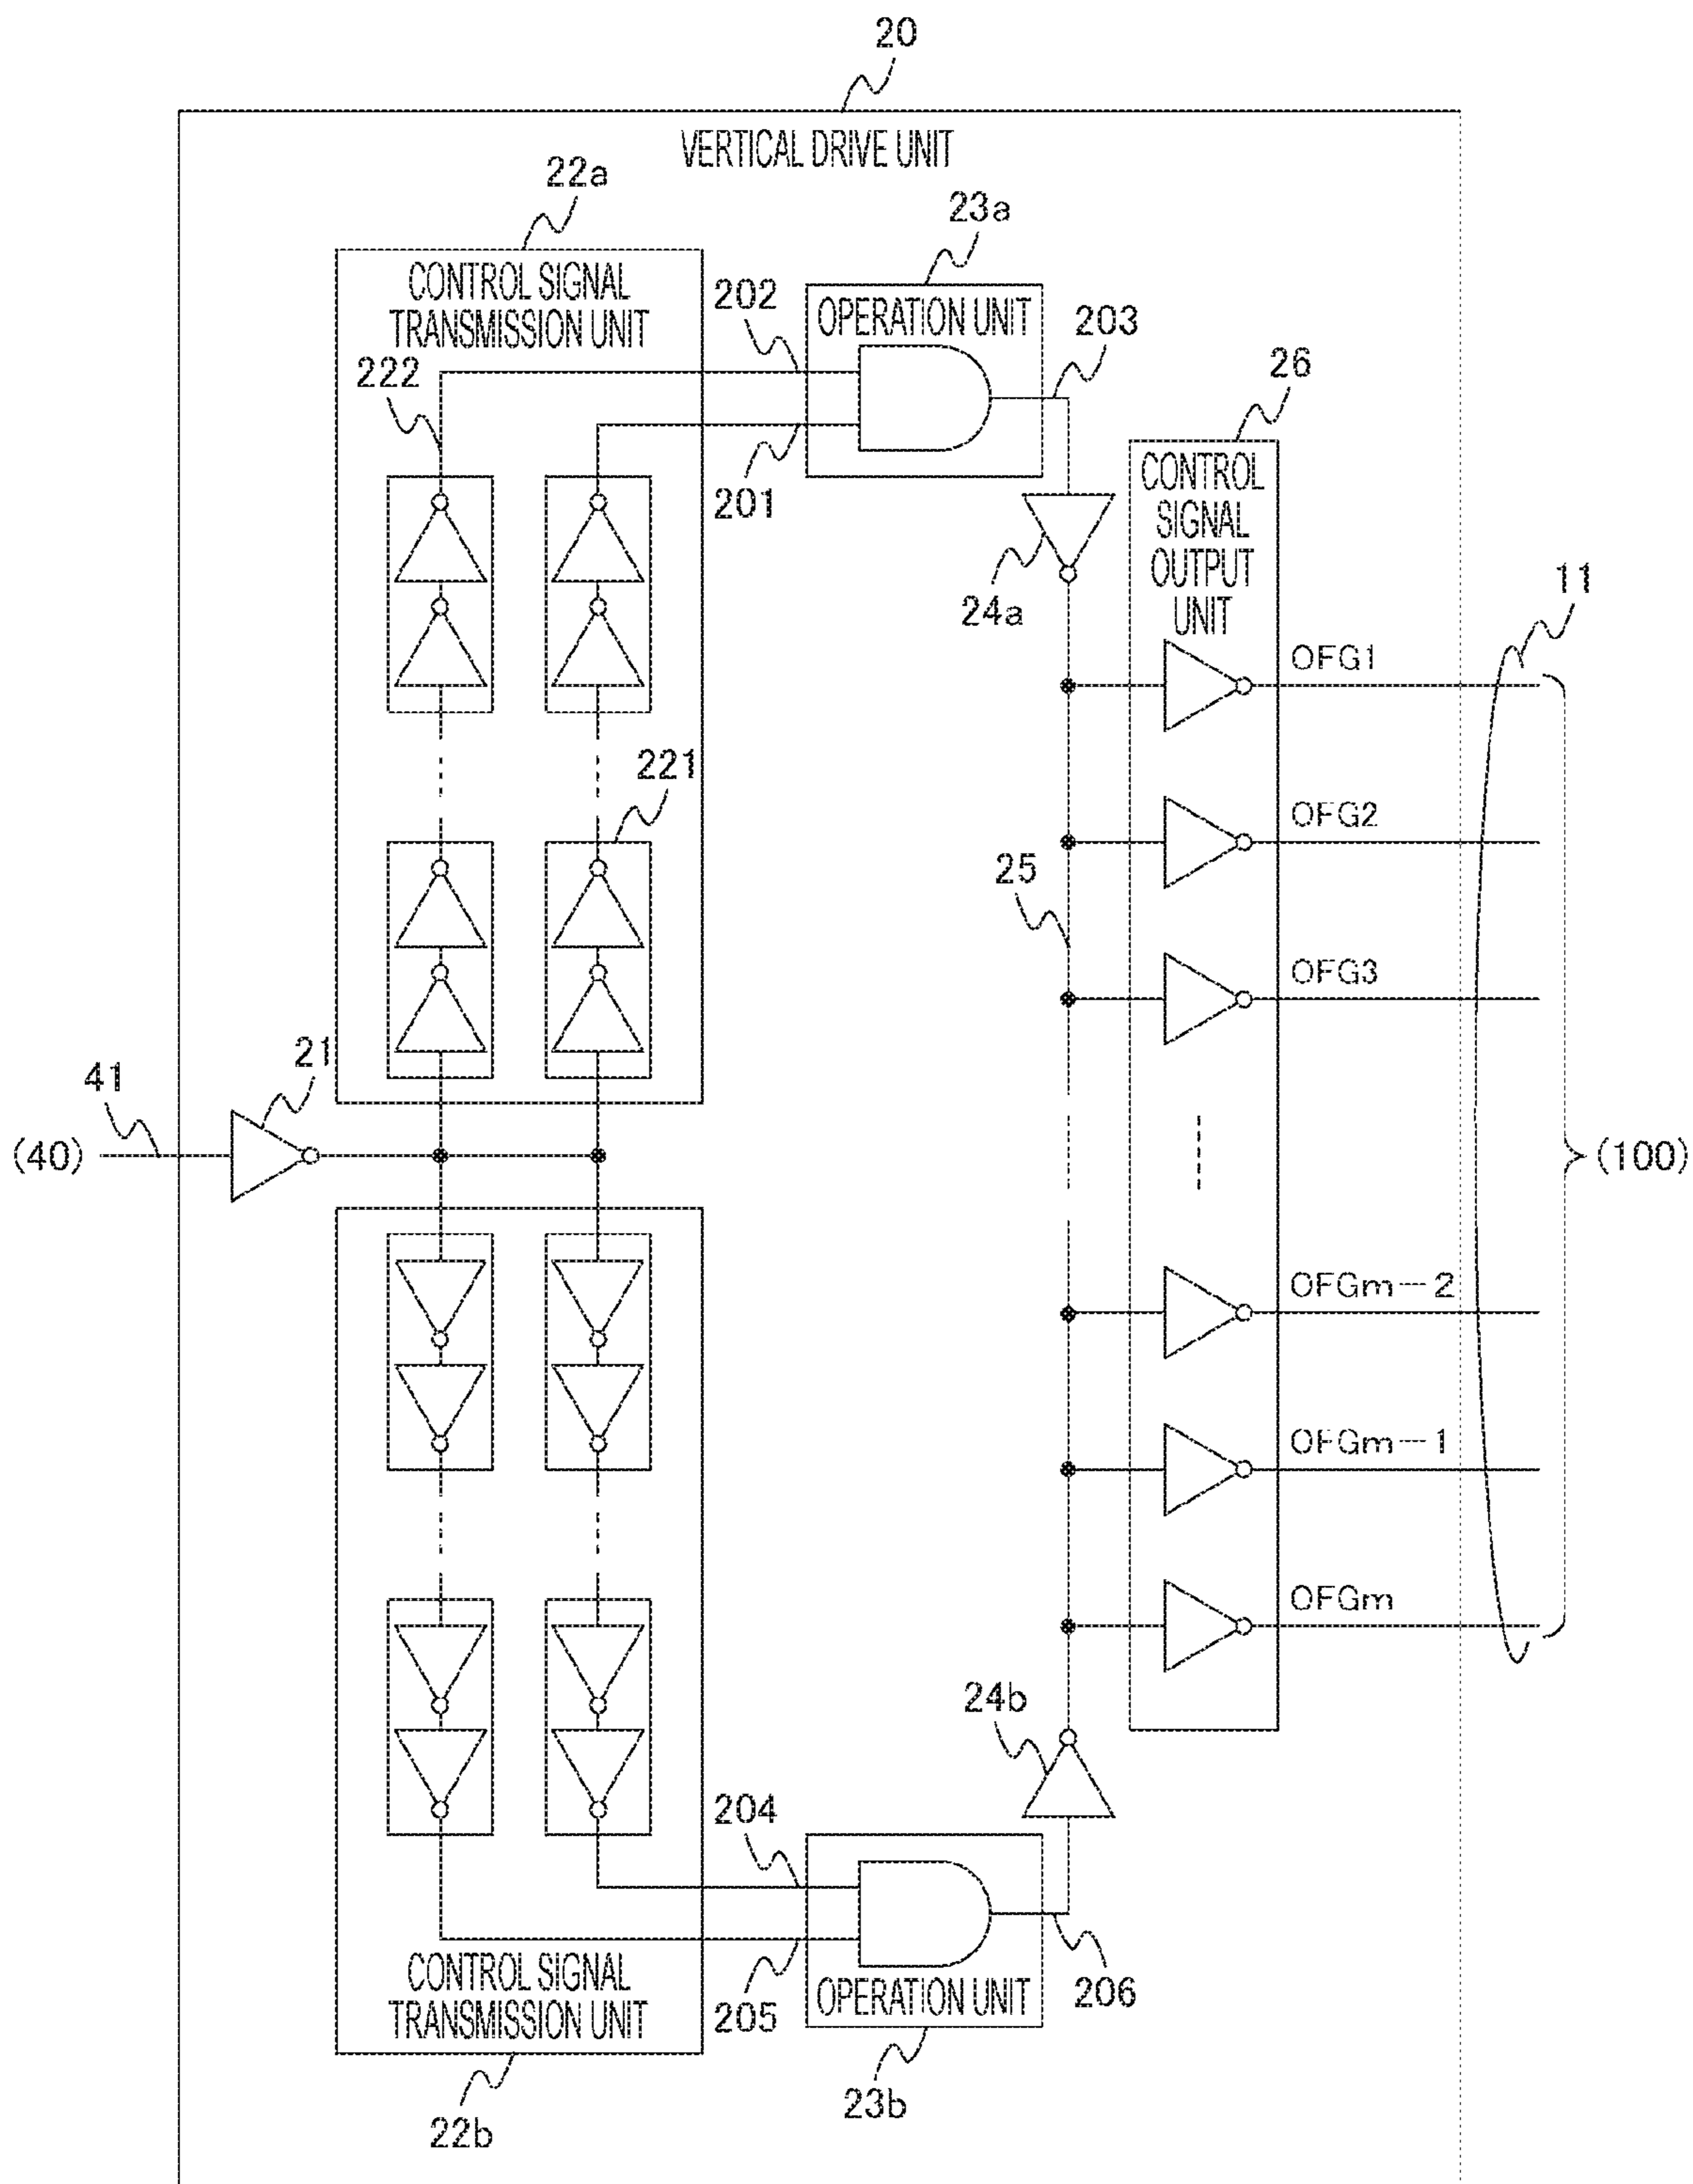 20
VERTICAL DRIVE UNIT
22a
23a
CONTROL SIGNAL
TRANSMISSION UNIT
202
OPERATION UNIT
203
26
222
201
CONTROL
SIGNAL
OUTPUT
UNIT
24a
11
OFG1
221
OFG2
25
OFG3
21
41
(40)
(100)
OFGm-2
OFGm-1
OFGm
24b
204
CONTROL SIGNAL
TRANSMISSION UNIT
205
OPERATION UNIT
206
22b
23b